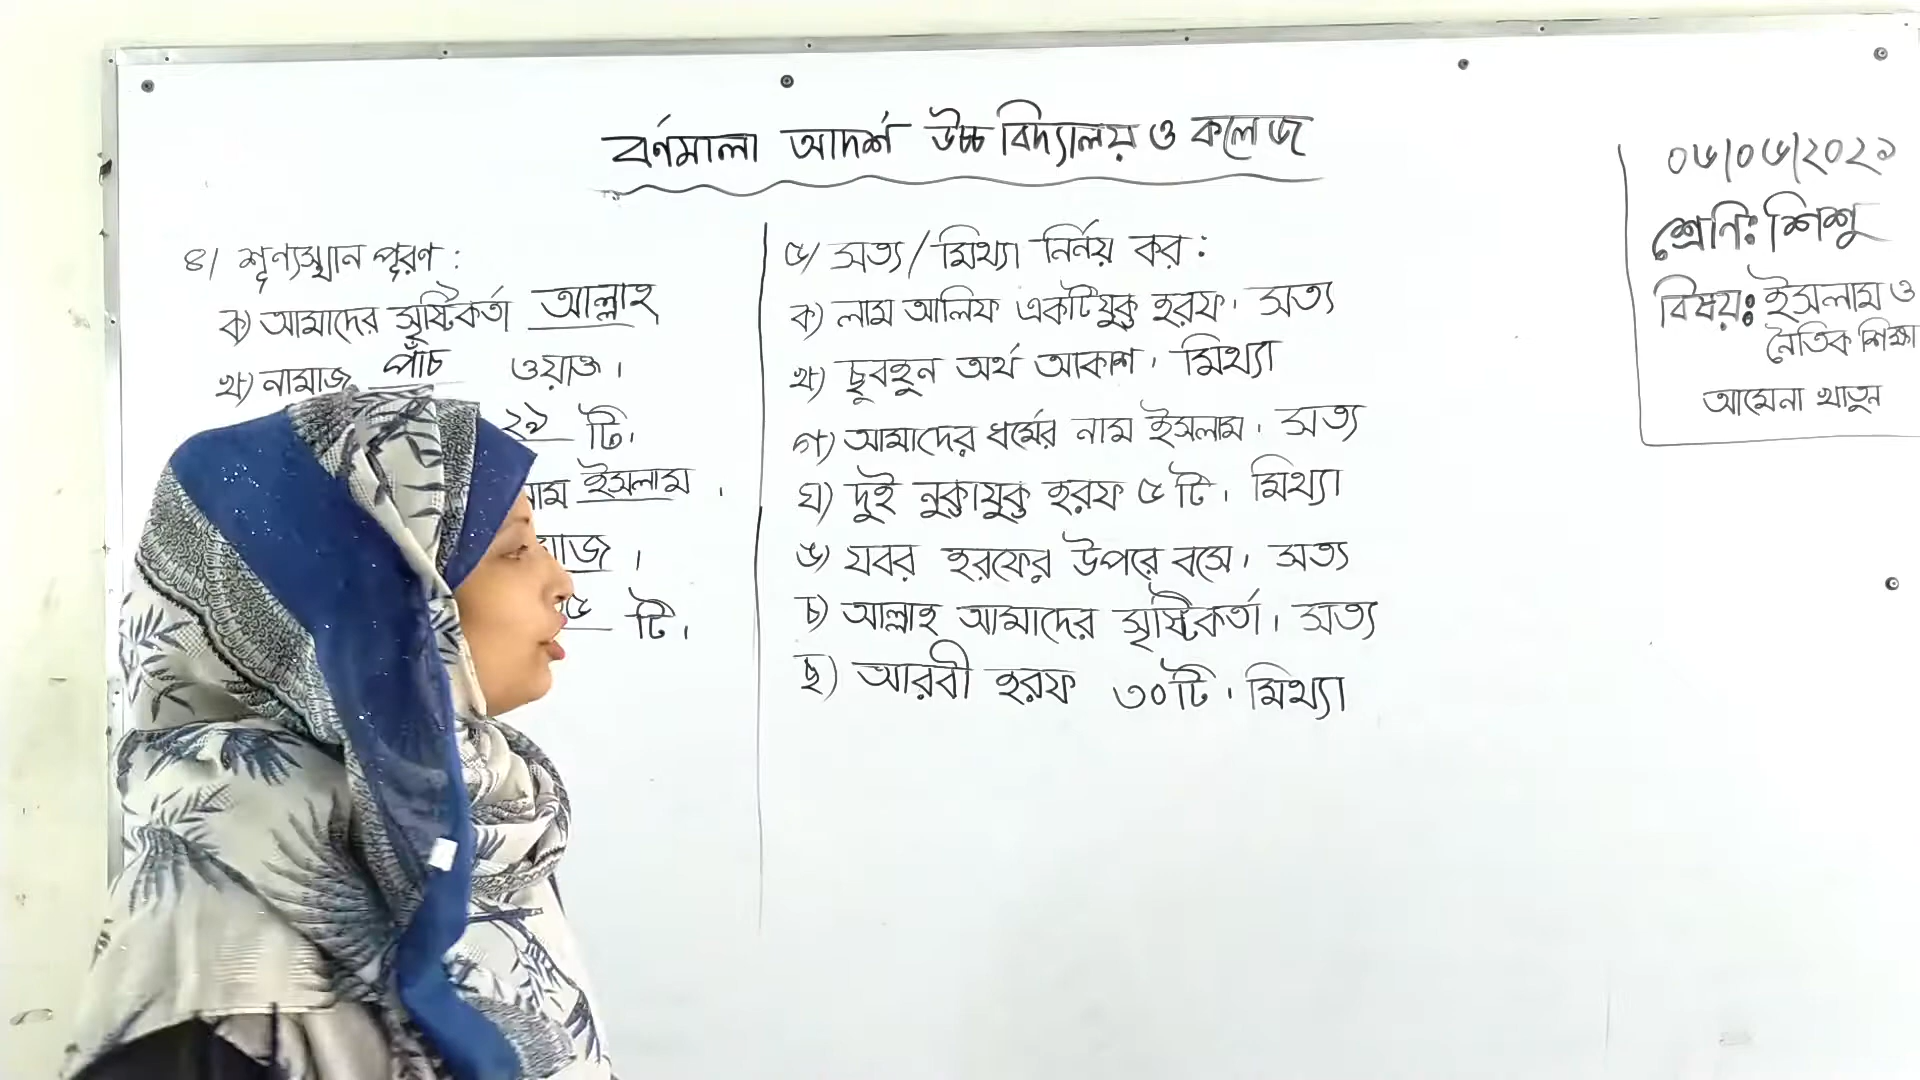 বর্ণমালা আদর্শ উচ্চ বিদ্যালয় ও কলেজ
০৬/০৬/২০২১
শ্রেণি: শিশু
বিষয়: ইসলাম ও
নৈতিক শিক্ষা
আমেনা খাতুন
৪। শূণ্যস্থান পূরণ :
ক) আমাদের সৃষ্টিকর্তা আল্লাহ
খ) নামাজ পাঁচ ওয়াক্ত।
২৯ টি।
নাম ইসলাম ।
টি।
৫/ সত্য / মিথ্যা নির্নয় কর :
ক) লাম আলিফ একটি যুক্ত হরফ। সত্য
খ) ছুবহুন অর্থ আকাশ। মিথ্যা
গ) আমাদের ধর্মের নাম ইসলাম। সত্য
ঘ) দুই নুক্তাযুক্ত হরফ ৫ টি। মিথ্যা
ঙ) যবর হরফের উপরে বসে। সত্য
চ) আল্লাহ আমাদের সৃষ্টিকর্তা। সত্য
ছ) আরবী হরফ ৩০টি। মিথ্যা